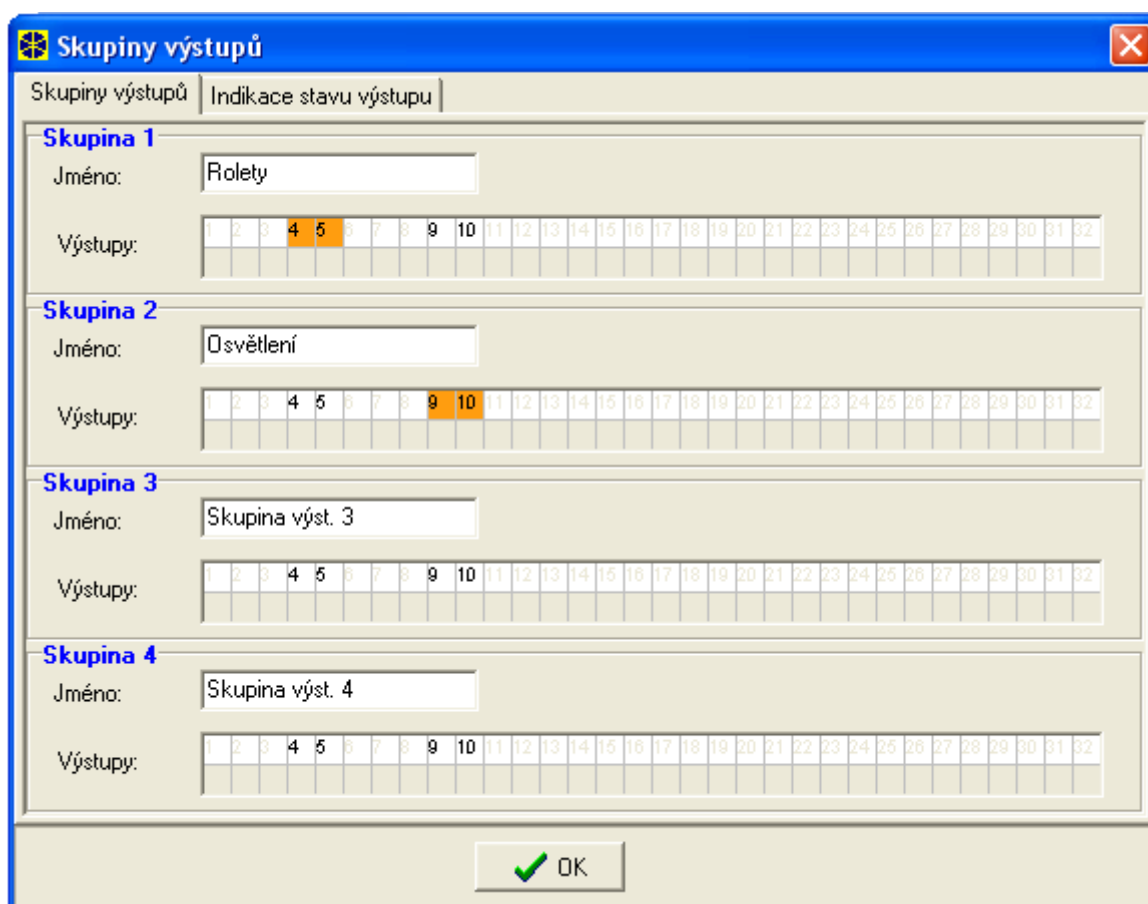 Skupiny výstupů
Skupiny výstupů Indikace stavu výstupu
Skupina 1
Jméno: Rolety
Výstupy: 1 2 3 4 5 6 7 8 9 10 11 12 13 14 15 16 17 18 19 20 21 22 23 24 25 26 27 28 29 30 31 32
Skupina 2
Jméno: Osvětlení
Výstupy: 1 2 3 4 5 6 7 8 9 10 11 12 13 14 15 16 17 18 19 20 21 22 23 24 25 26 27 28 29 30 31 32
Skupina 3
Jméno: Skupina výst. 3
Výstupy: 1 2 3 4 5 6 7 8 9 10 11 12 13 14 15 16 17 18 19 20 21 22 23 24 25 26 27 28 29 30 31 32
Skupina 4
Jméno: Skupina výst. 4
Výstupy: 1 2 3 4 5 6 7 8 9 10 11 12 13 14 15 16 17 18 19 20 21 22 23 24 25 26 27 28 29 30 31 32
OK